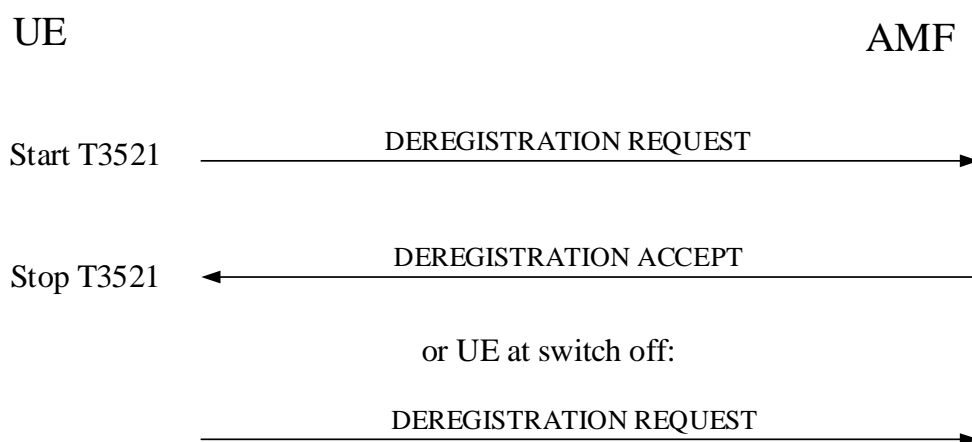 UE
AMF
Start T3521
DEREGISTRATION REQUEST
Stop T3521
DEREGISTRATION ACCEPT
or UE at switch off:
DEREGISTRATION REQUEST